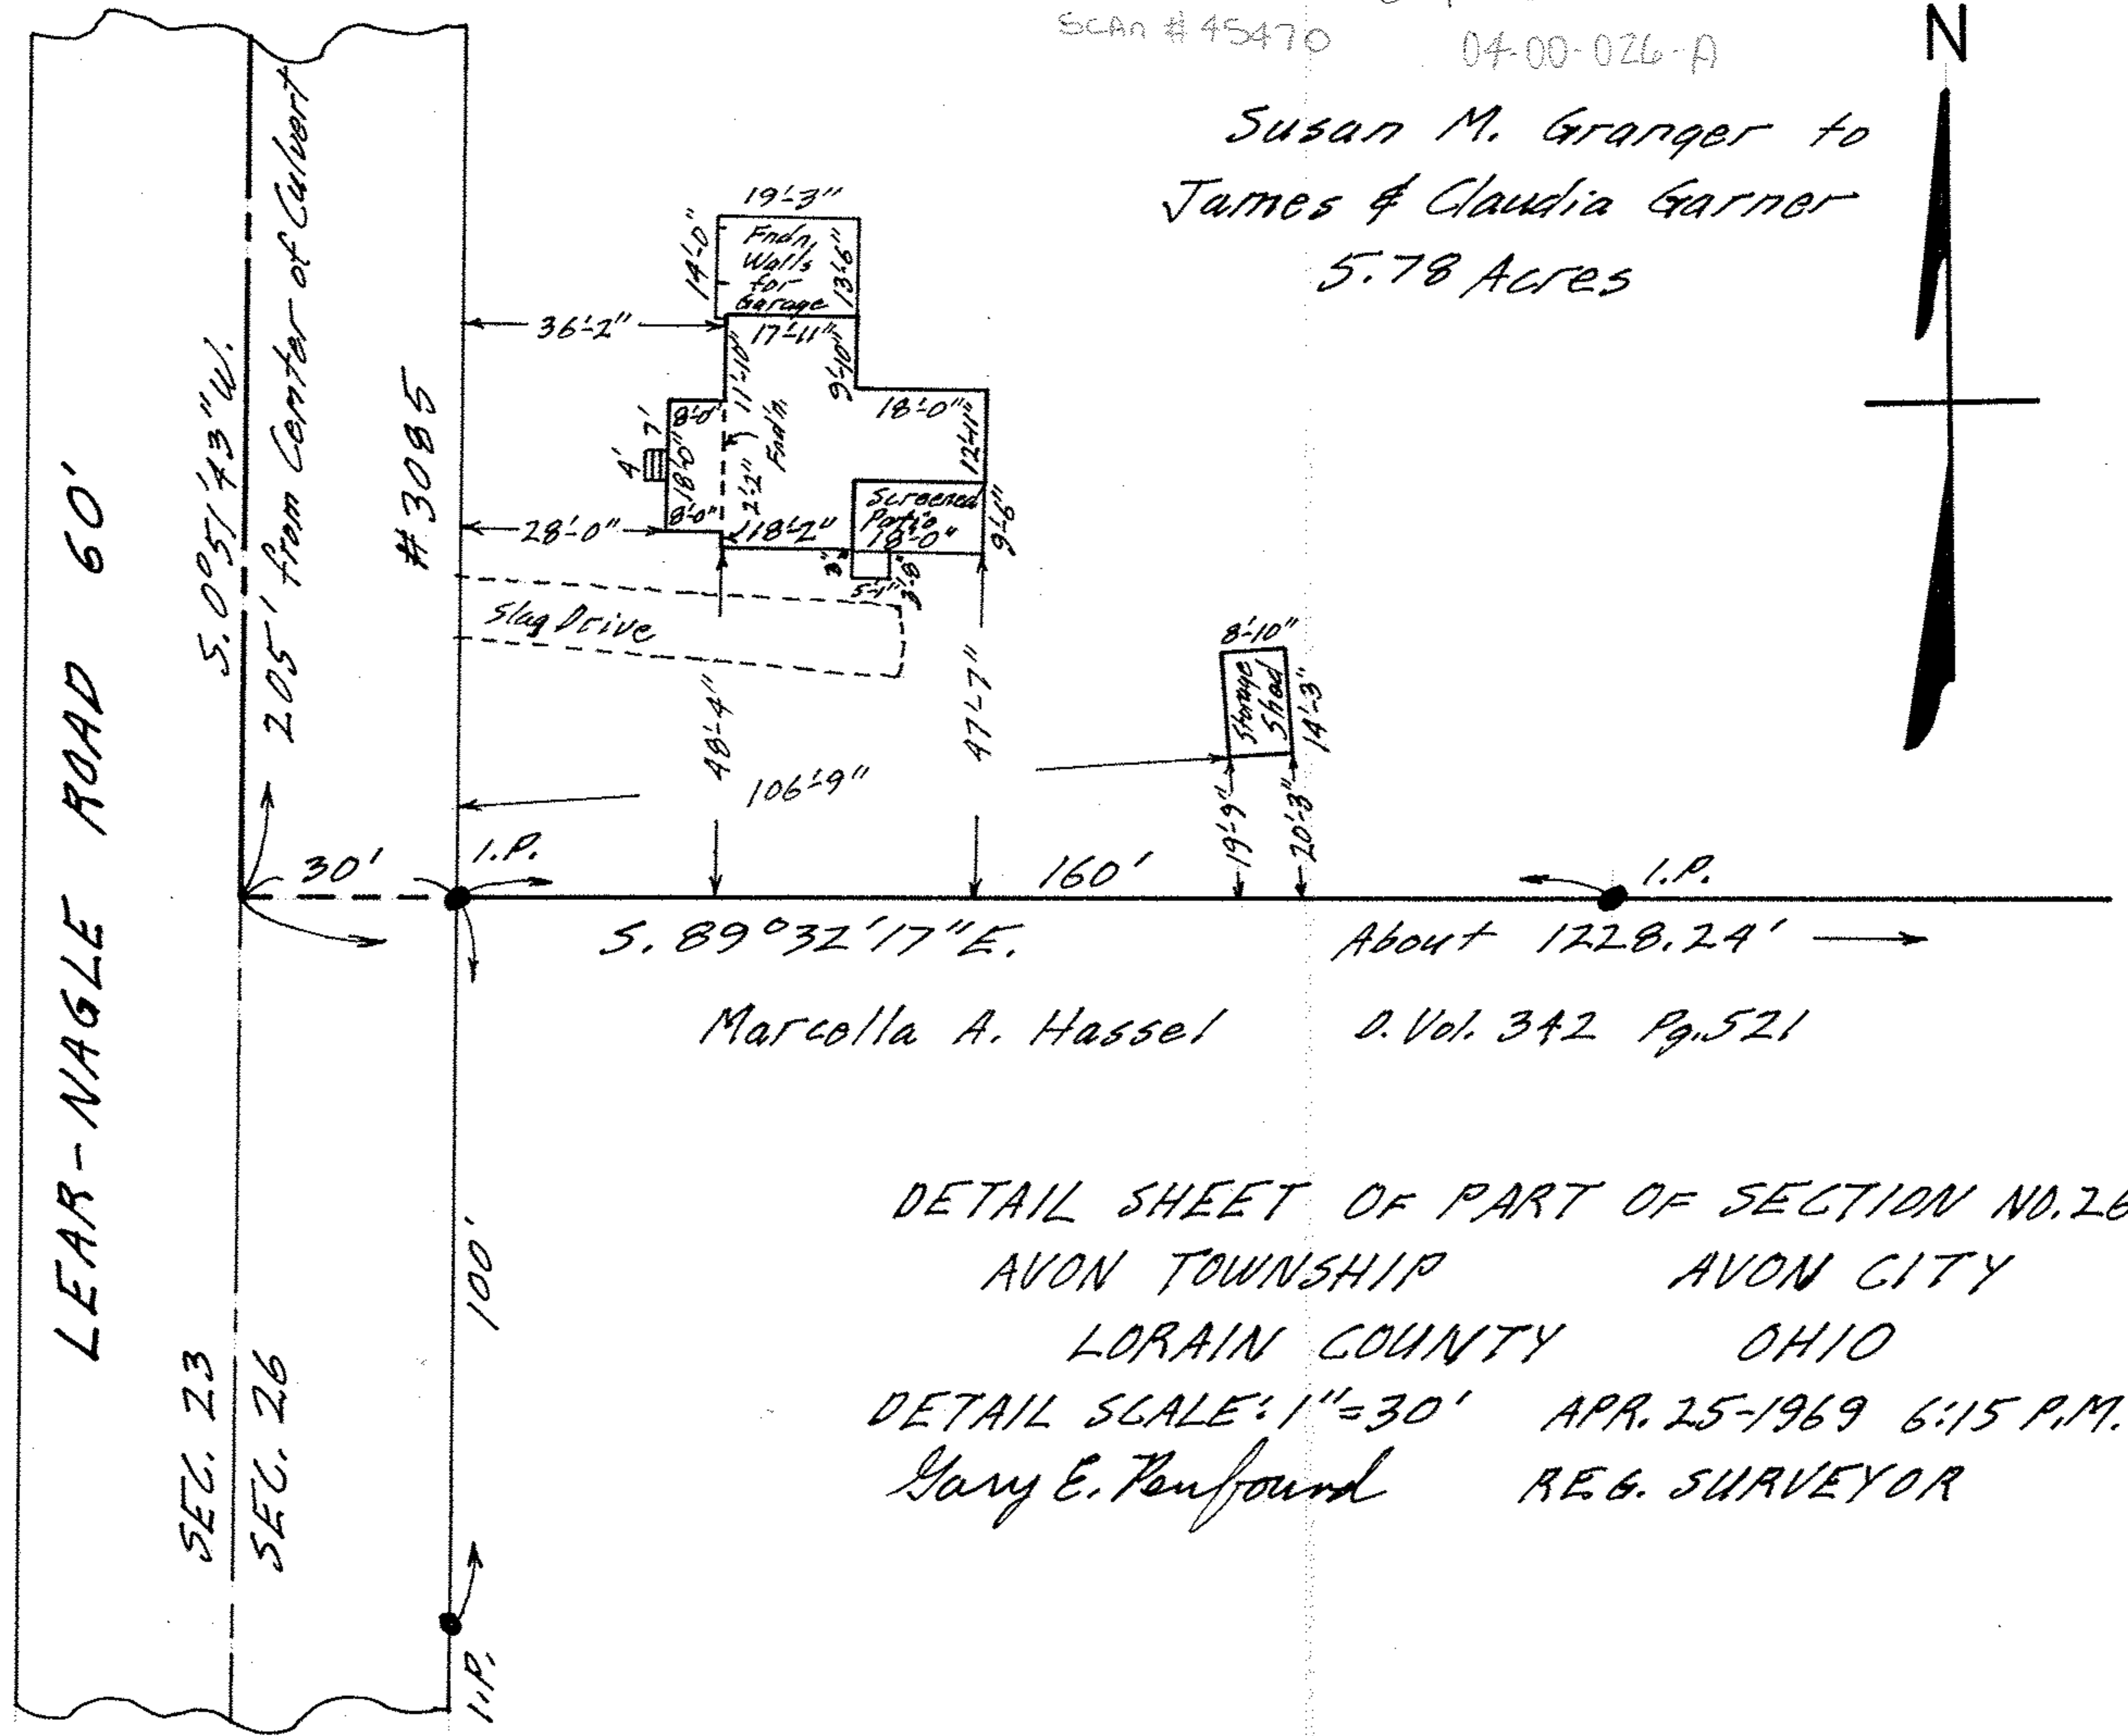 SCAn # 45470
04-00-026-A
N
Susan M. Granger to
James & Claudia Garner
5.78 Acres
LEAR-NAGLE ROAD 60'
S. 0°51'43"W.
205' from Center of Culvert
# 3085
19'-3"
14'-0"
Fndn.
Walls
for
Garage
13'-6"
36'-2"
17'-11"
11'-10"
9'-10"
Fnd'n.
18'-0"
12'-11"
8'-0"
7'
4'
18'-0"
8'-0"
2'-2"
28'-0"
18'-2"
Screened
Patio
18'-0"
9'-6"
3"
5'-1"
3'-8"
Slag Drive
48'-4"
47'-7"
8'-10"
Storage
Shed
14'-3"
106'-9"
19'-9"
20'-3"
30'
I.P.
160'
I.P.
S. 89°32'17"E.
About 1228.24'
Marcella A. Hassel
D. Vol. 342 Pg. 521
100'
SEC. 23
SEC. 26
I.P.
DETAIL SHEET OF PART OF SECTION NO. 26
AVON TOWNSHIP AVON CITY
LORAIN COUNTY OHIO
DETAIL SCALE: 1"=30' APR. 25-1969 6:15 P.M.
Gary E. Penfound REG. SURVEYOR